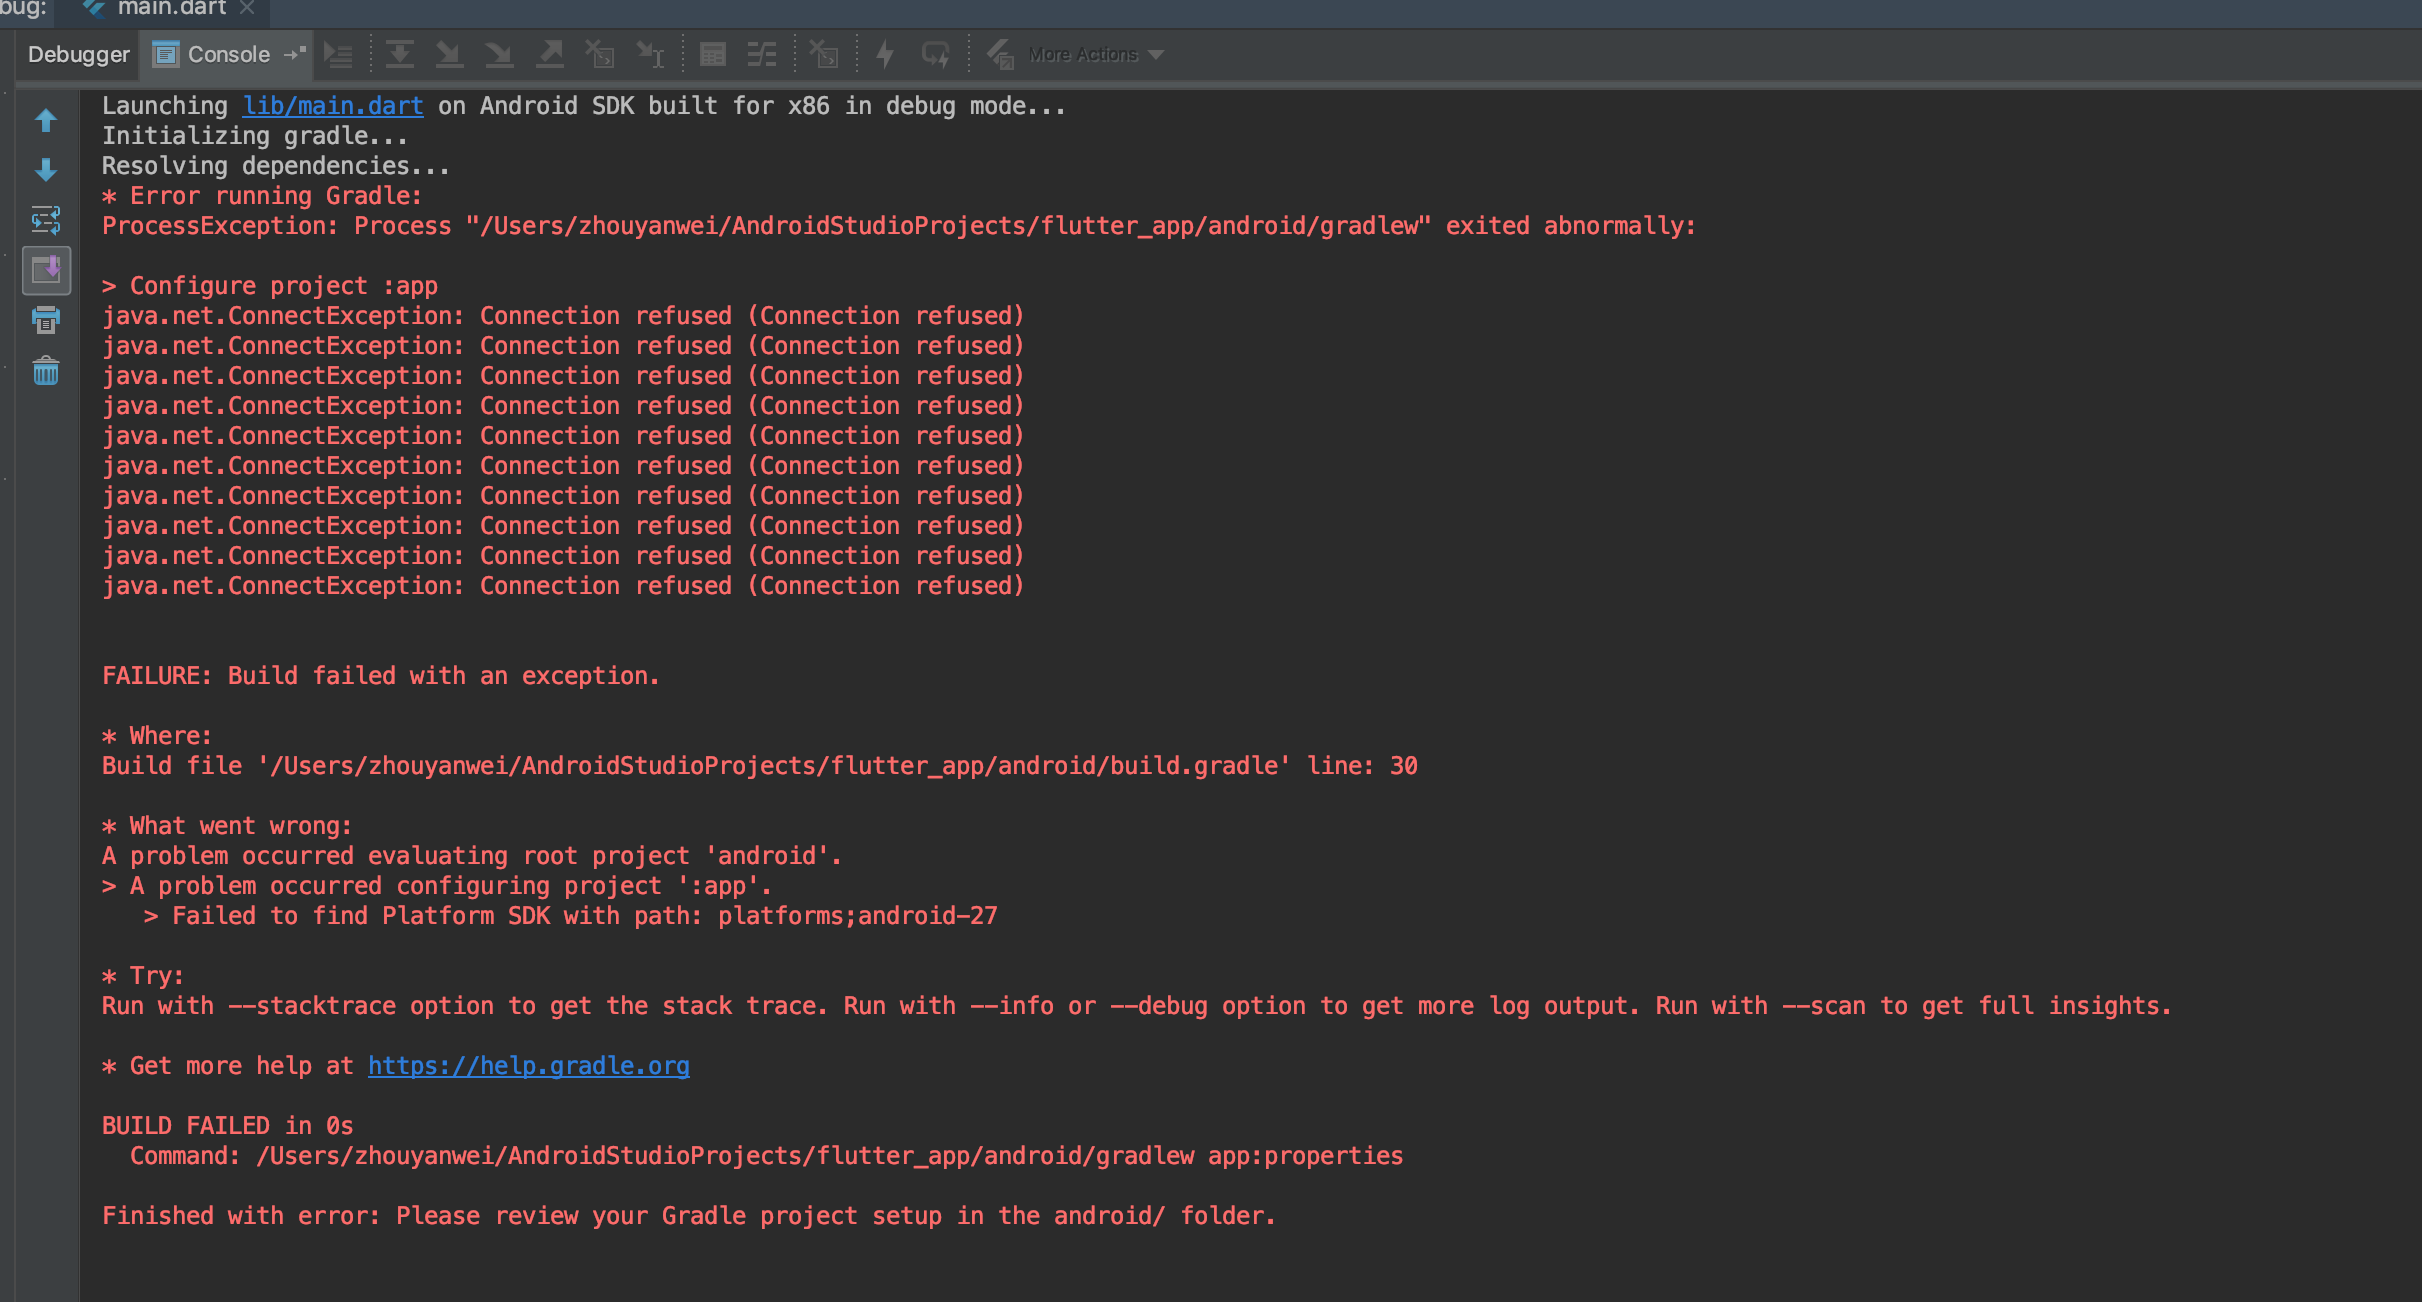 bug:
main.dart
Debugger
Console
More Actions
Launching lib/main.dart on Android SDK built for x86 in debug mode...
Initializing gradle...
Resolving dependencies...
* Error running Gradle:
ProcessException: Process "/Users/zhouyanwei/AndroidStudioProjects/flutter_app/android/gradlew" exited abnormally:
> Configure project :app
java.net.ConnectException: Connection refused (Connection refused)
java.net.ConnectException: Connection refused (Connection refused)
java.net.ConnectException: Connection refused (Connection refused)
java.net.ConnectException: Connection refused (Connection refused)
java.net.ConnectException: Connection refused (Connection refused)
java.net.ConnectException: Connection refused (Connection refused)
java.net.ConnectException: Connection refused (Connection refused)
java.net.ConnectException: Connection refused (Connection refused)
java.net.ConnectException: Connection refused (Connection refused)
java.net.ConnectException: Connection refused (Connection refused)
FAILURE: Build failed with an exception.
* Where:
Build file '/Users/zhouyanwei/AndroidStudioProjects/flutter_app/android/build.gradle' line: 30
* What went wrong:
A problem occurred evaluating root project 'android'.
> A problem occurred configuring project ':app'.
   > Failed to find Platform SDK with path: platforms;android-27
* Try:
Run with --stacktrace option to get the stack trace. Run with --info or --debug option to get more log output. Run with --scan to get full insights.
* Get more help at https://help.gradle.org
BUILD FAILED in 0s
  Command: /Users/zhouyanwei/AndroidStudioProjects/flutter_app/android/gradlew app:properties
Finished with error: Please review your Gradle project setup in the android/ folder.